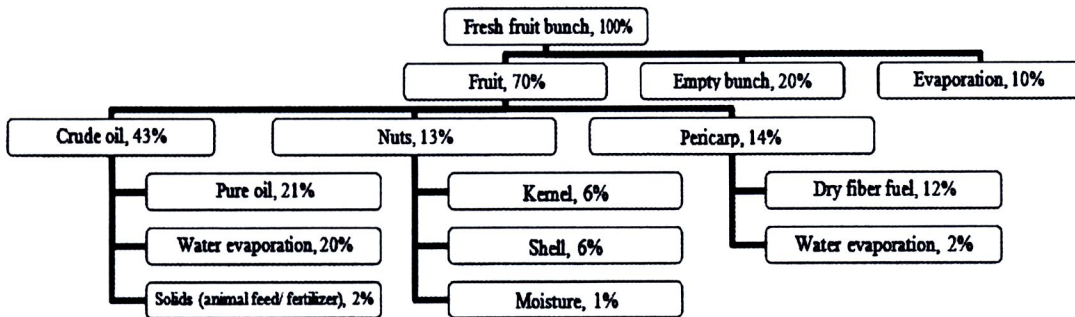 Fresh fruit bunch, 100%
Fruit, 70%
Empty bunch, 20%
Evaporation, 10%
Crude oil, 43%
Nuts, 13%
Pericarp, 14%
Pure oil, 21%
Kernel, 6%
Dry fiber fuel, 12%
Water evaporation, 20%
Shell, 6%
Water evaporation, 2%
Solids (animal feed/ fertilizer), 2%
Moisture, 1%